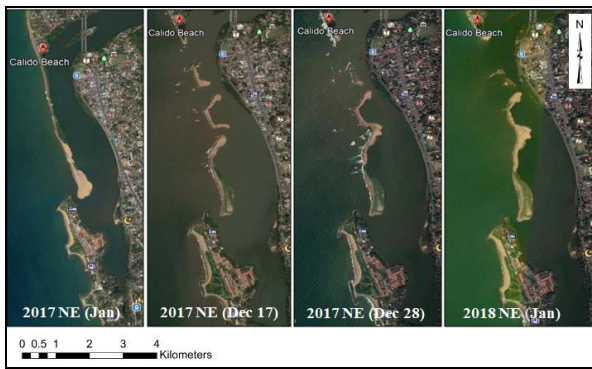 N
Calido Beach
Calido Beach
Calido Beach
Calido Beach
2017 NE (Jan)
2017 NE (Dec 17)
2017 NE (Dec 28)
2018 NE (Jan)
0 0.5 1 2 3 4
Kilometers